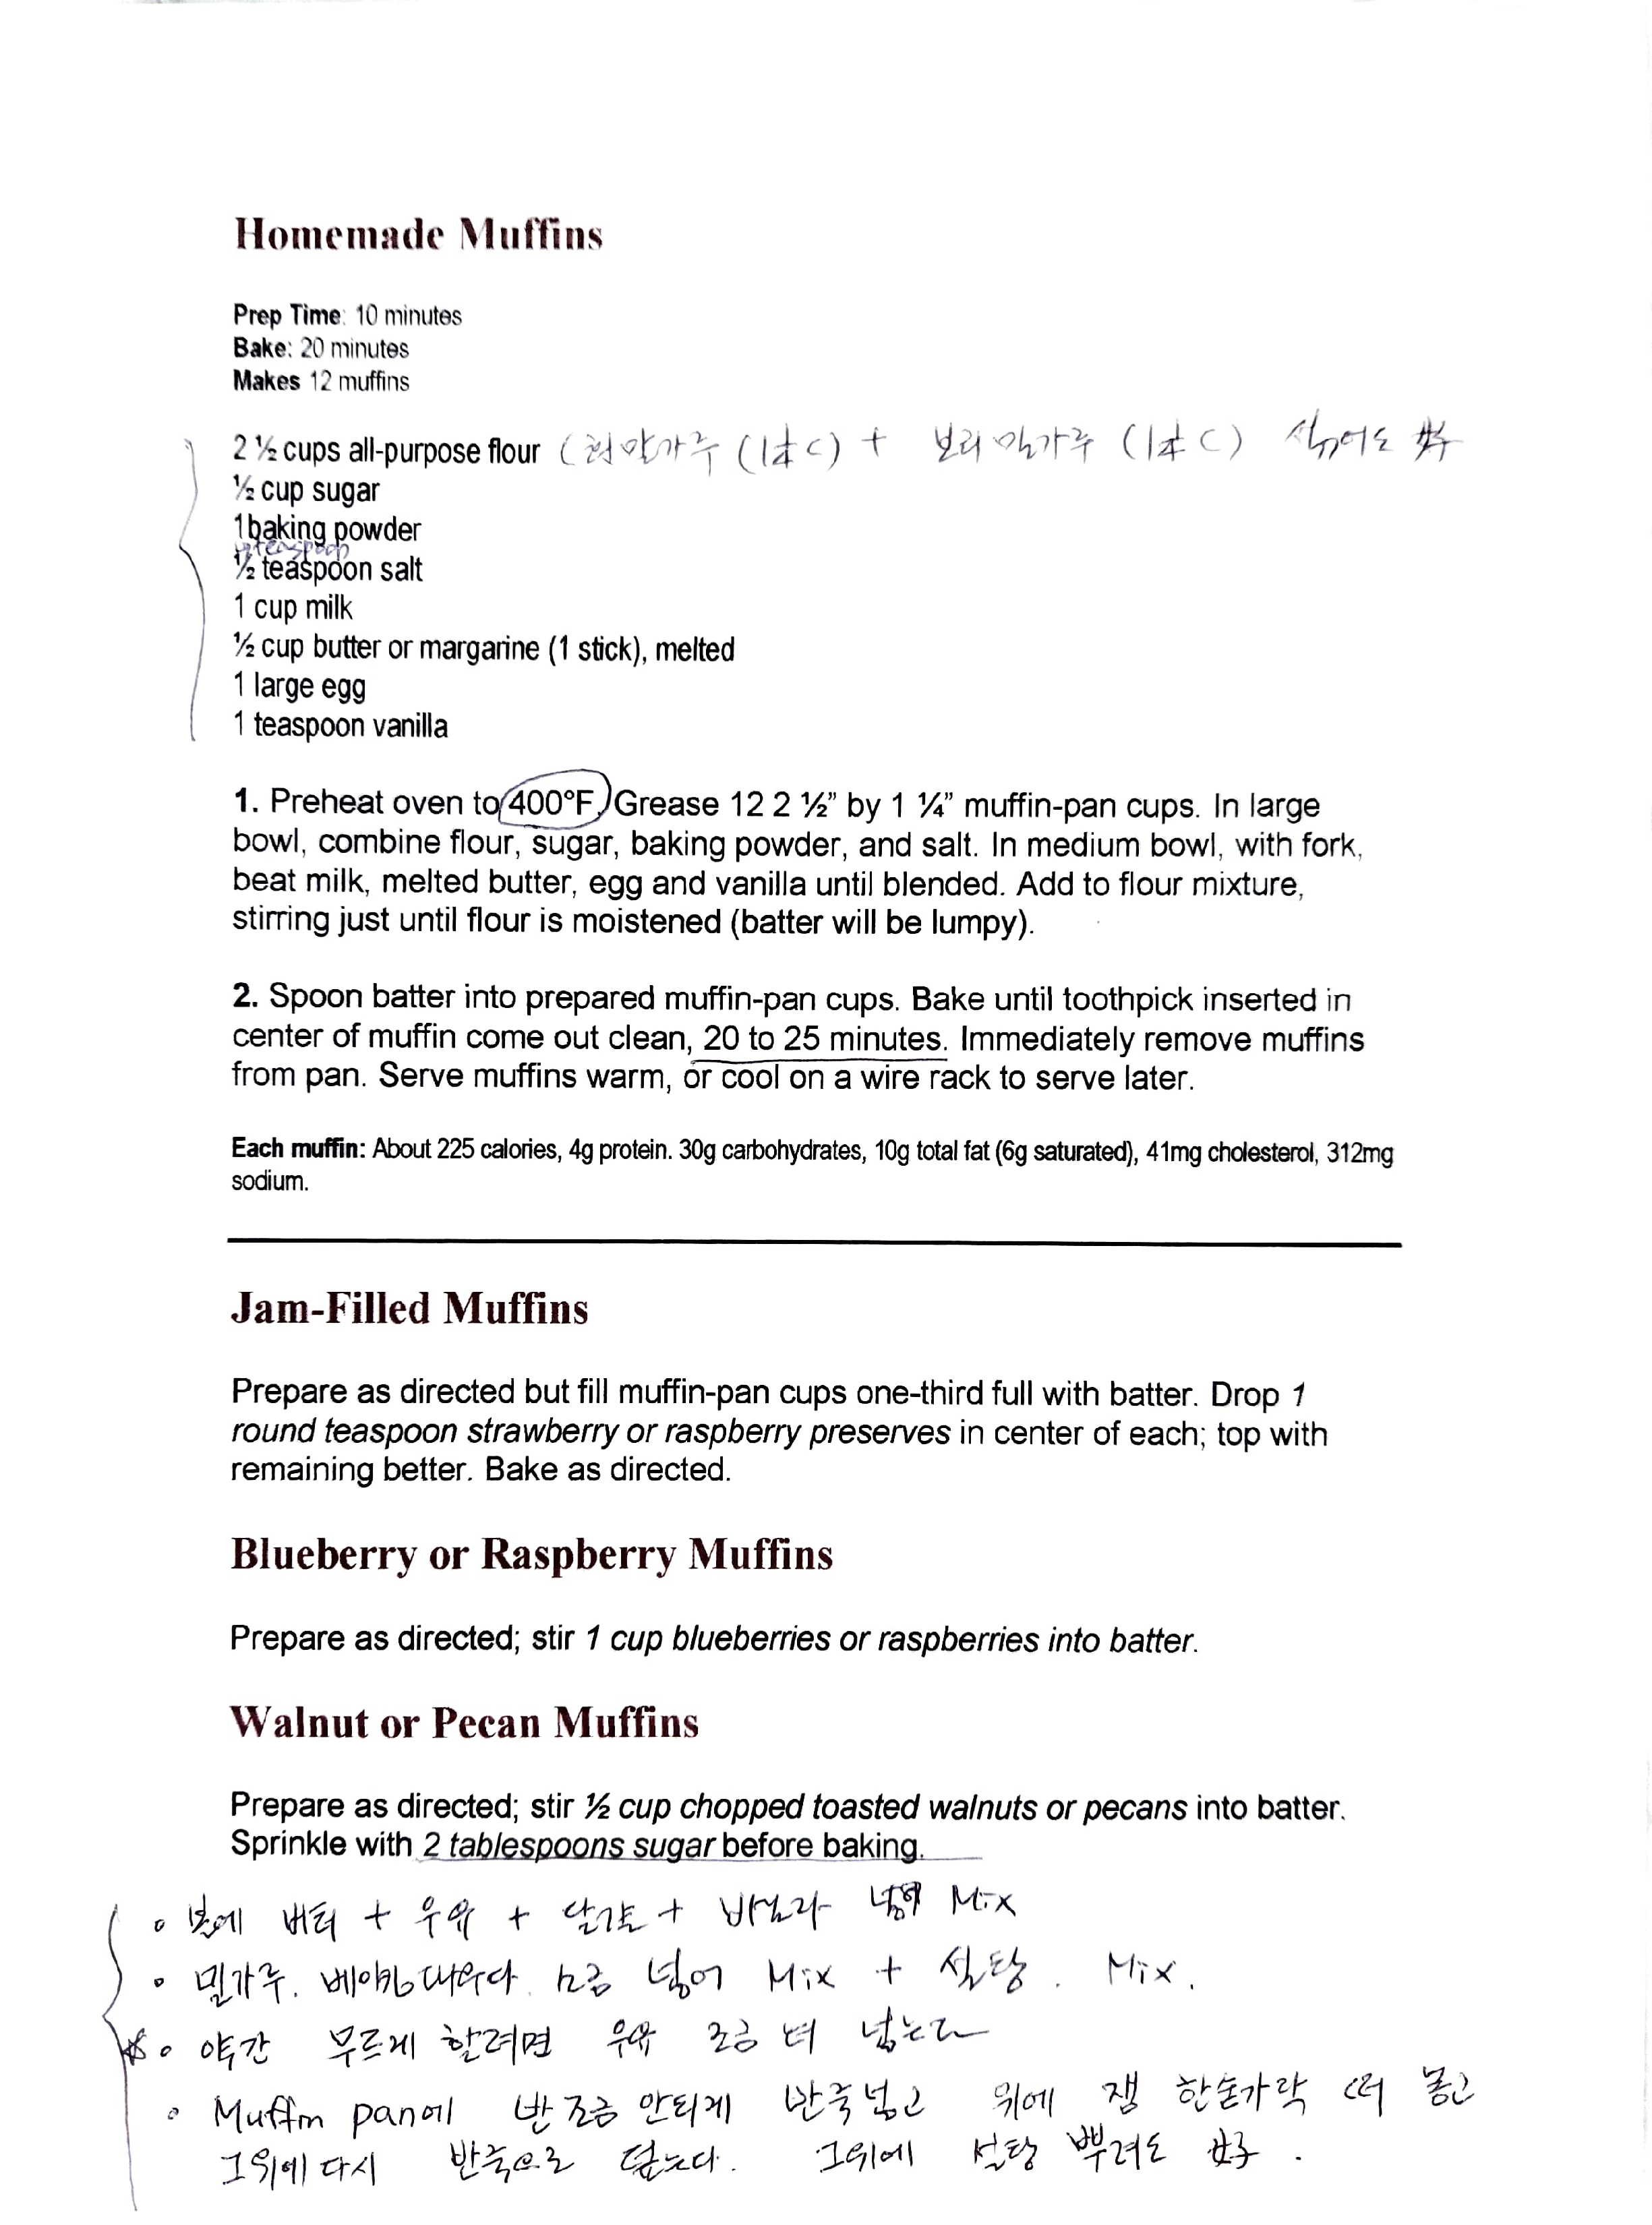 Homemade Muffins
Prep Time: 10 minutes
Bake: 20 minutes
Makes 12 muffins
2 ½ cups all-purpose flour ( 밀가루 ( + 보리 밀가루 ( 섞어도 好
½ cup sugar
1 baking powder
teaspoon
½ teaspoon salt
1 cup milk
½ cup butter or margarine (1 stick), melted
1 large egg
1 teaspoon vanilla
1. Preheat oven to 400°F. Grease 12 2 ½” by 1 ¼” muffin-pan cups. In large
bowl, combine flour, sugar, baking powder, and salt. In medium bowl, with fork,
beat milk, melted butter, egg and vanilla until blended. Add to flour mixture,
stirring just until flour is moistened (batter will be lumpy).
2. Spoon batter into prepared muffin-pan cups. Bake until toothpick inserted in
center of muffin come out clean, 20 to 25 minutes. Immediately remove muffins
from pan. Serve muffins warm, or cool on a wire rack to serve later.
Each muffin: About 225 calories, 4g protein. 30g carbohydrates, 10g total fat (6g saturated), 41mg cholesterol, 312mg
sodium.
Jam-Filled Muffins
Prepare as directed but fill muffin-pan cups one-third full with batter. Drop 1
round teaspoon strawberry or raspberry preserves in center of each; top with
remaining better. Bake as directed.
Blueberry or Raspberry Muffins
Prepare as directed; stir 1 cup blueberries or raspberries into batter.
Walnut or Pecan Muffins
Prepare as directed; stir ½ cup chopped toasted walnuts or pecans into batter.
Sprinkle with 2 tablespoons sugar before baking.
• 볼에 버터 + 우유 + 달걀 + 바닐라 넣어 Mix
• 밀가루. 베이킹파우다. 소금 넣어 Mix + 설탕. Mix.
• 약간 무르게 할려면 우유 조금 더 넣는다
• Muffin pan에 반 조금 안되게 반죽넣고 위에 잼 한숟가락 떠 놓고
그위에 다시 반죽으로 덮는다. 그위에 설탕 뿌려도 好.